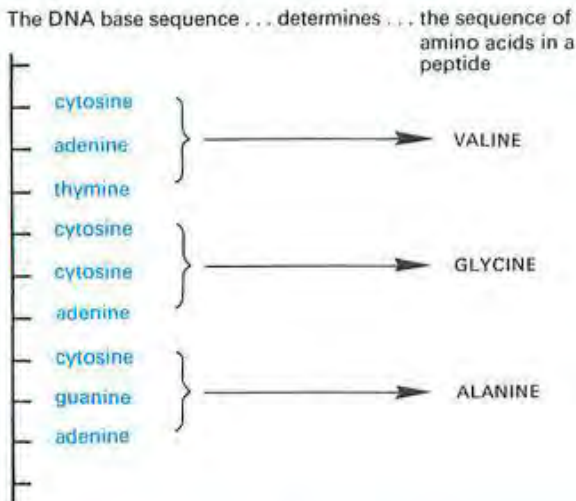 The DNA base sequence . . . determines . . . the sequence of
amino acids in a
peptide
cytosine
adenine
thymine
VALINE
cytosine
cytosine
adenine
GLYCINE
cytosine
guanine
adenine
ALANINE